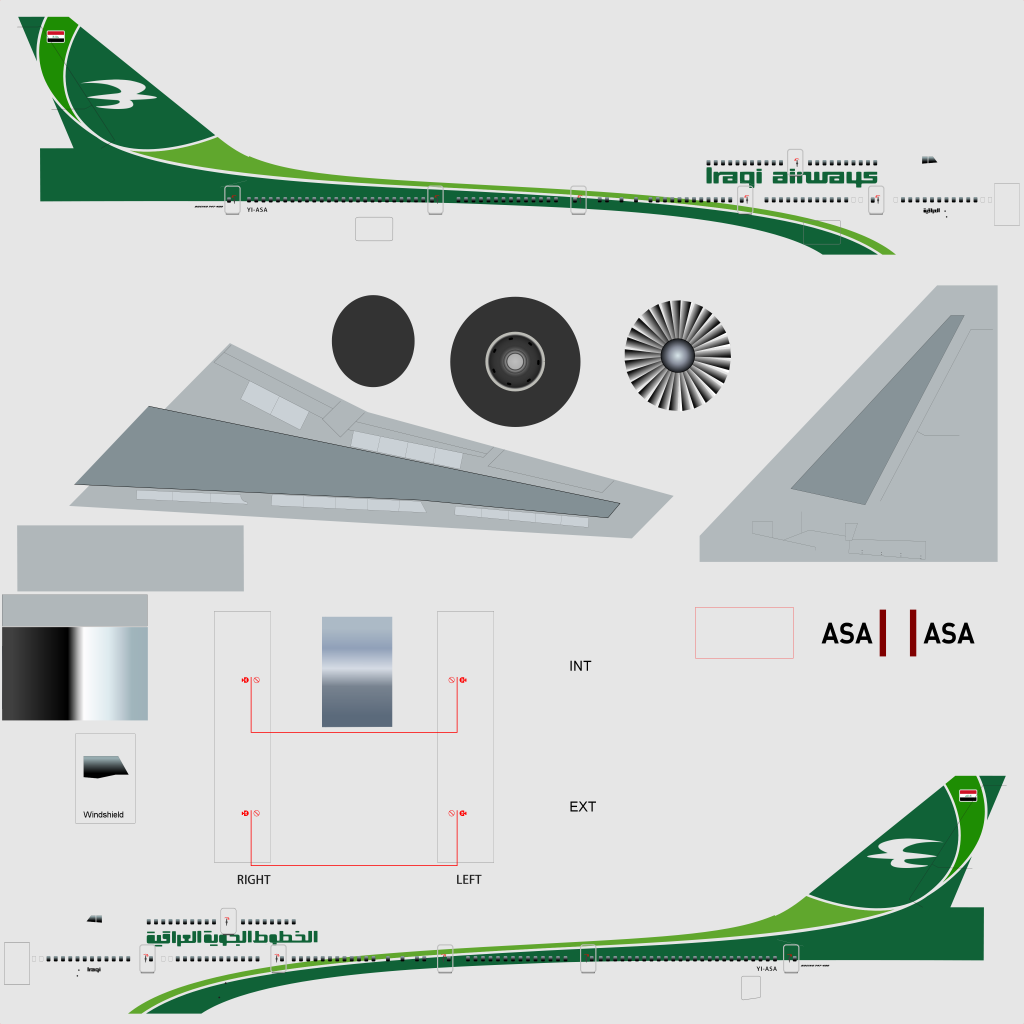 Iraqi airways
YI-ASA
العراقية
ASA
ASA
INT
Windshield
EXT
RIGHT
LEFT
الخطوط الجوية العراقية
Iraqi
YI-ASA